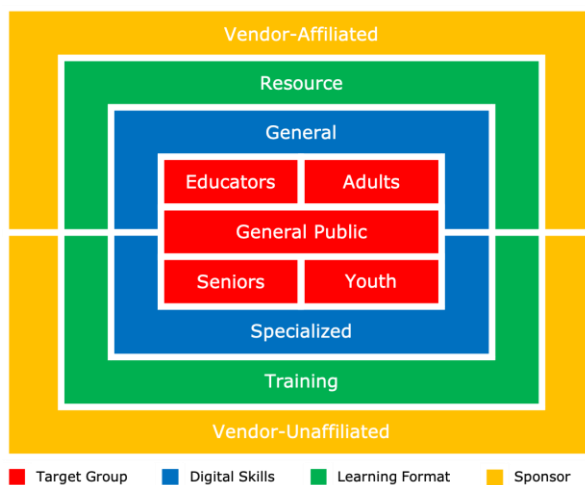 Vendor-Affiliated
Resource
General
Educators Adults
General Public
Seniors Youth
Specialized
Training
Vendor-Unaffiliated
Target Group Digital Skills Learning Format Sponsor